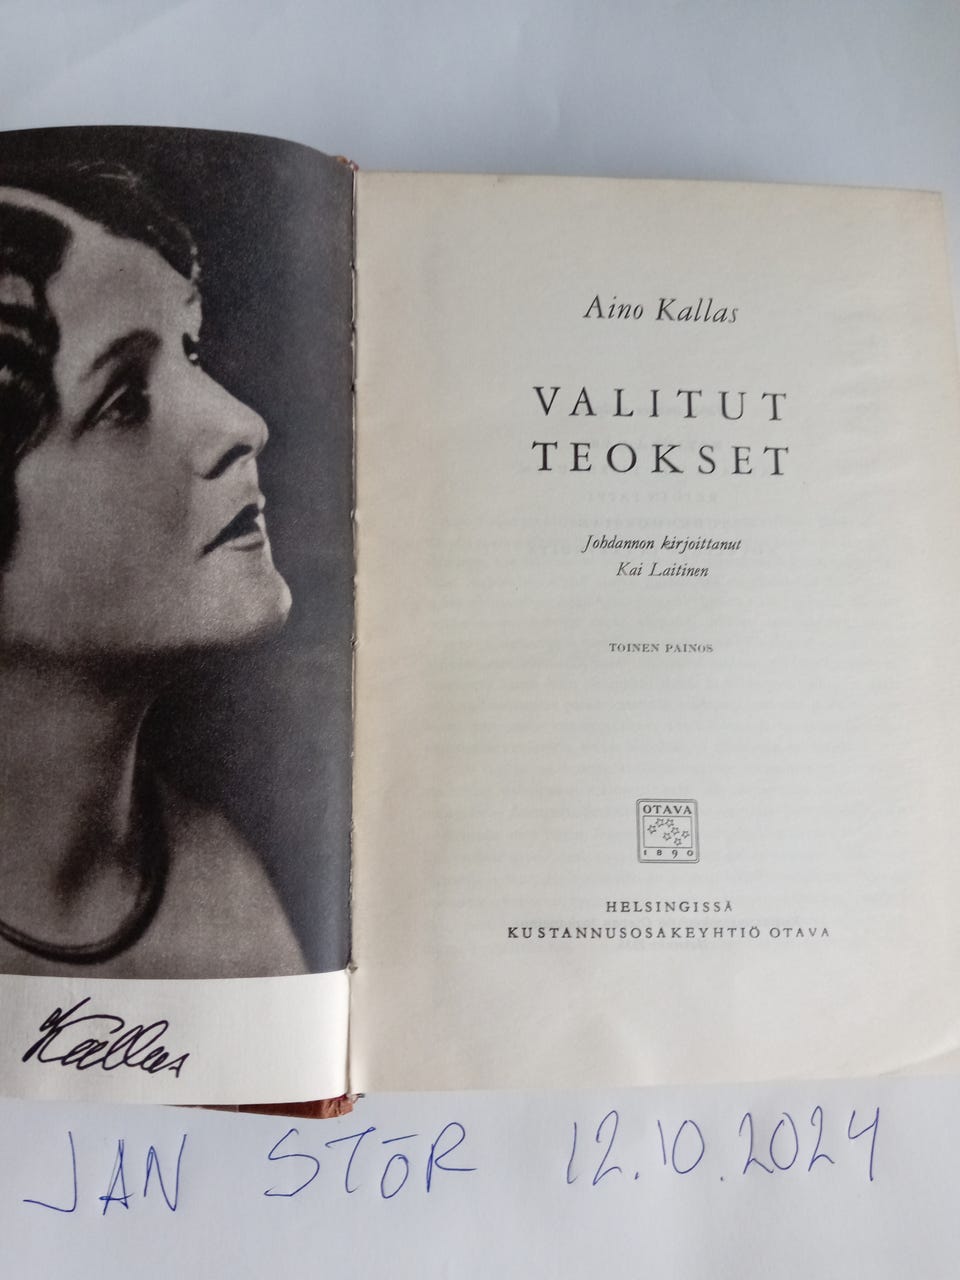 Aino Kallas
VALITUT
TEOKSET
Johdannon kirjoittanut
Kai Laitinen
TOINEN PAINOS
OTAVA
1890
HELSINGISSÄ
KUSTANNUSOSAKEYHTIÖ OTAVA
Kallas
JAN STŌR 12.10.2024